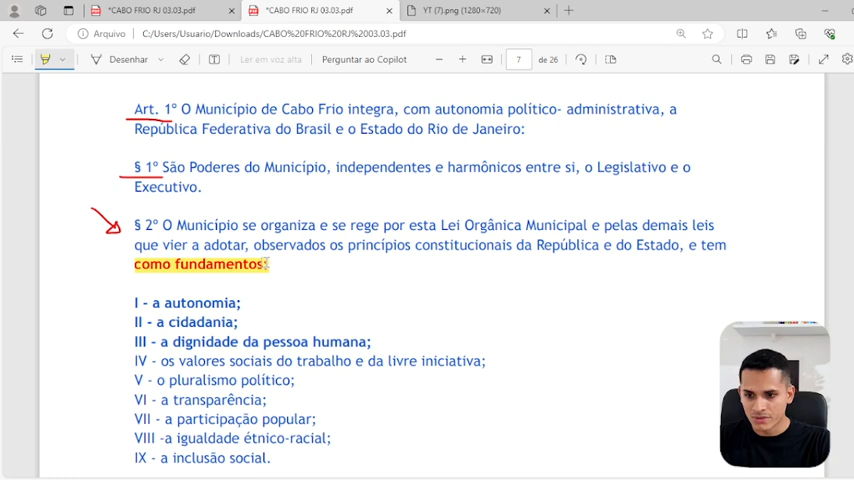 *CABO FRIO RJ 03.03.pdf
*CABO FRIO RJ 03.03.pdf
YT (7).png (1280×720)
Arquivo
C:/Users/Usuario/Downloads/CABO%20FRIO%20RJ%2003.03.pdf
Desenhar
Ler em voz alta
Perguntar ao Copilot
7
de 26
Art. 1º O Município de Cabo Frio integra, com autonomia político- administrativa, a
República Federativa do Brasil e o Estado do Rio de Janeiro:
§ 1º São Poderes do Município, independentes e harmônicos entre si, o Legislativo e o
Executivo.
§ 2º O Município se organiza e se rege por esta Lei Orgânica Municipal e pelas demais leis
que vier a adotar, observados os princípios constitucionais da República e do Estado, e tem
como fundamentos:
I - a autonomia;
II - a cidadania;
III - a dignidade da pessoa humana;
IV - os valores sociais do trabalho e da livre iniciativa;
V - o pluralismo político;
VI - a transparência;
VII - a participação popular;
VIII -a igualdade étnico-racial;
IX - a inclusão social.